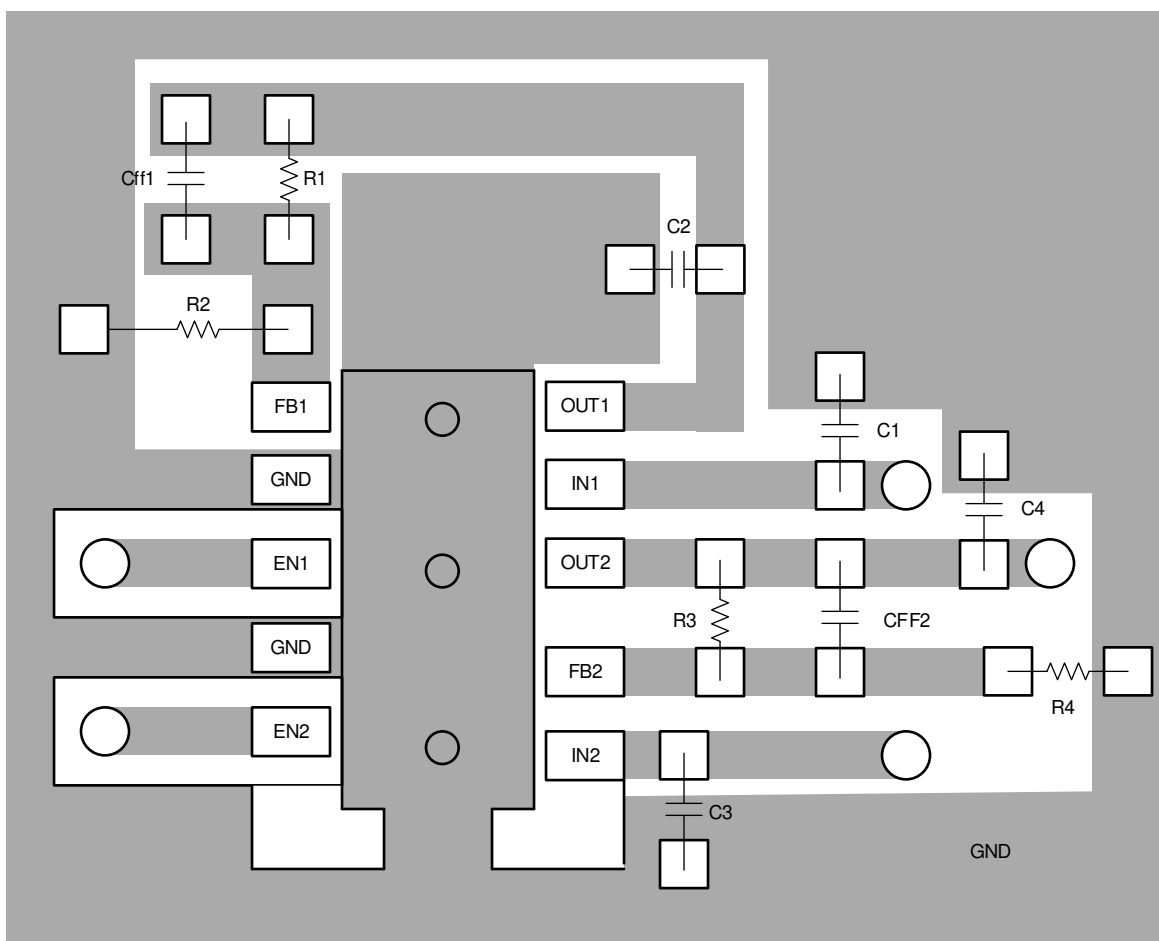 Cff1
R1
C2
R2
FB1
OUT1
C1
GND
IN1
C4
EN1
OUT2
R3
CFF2
GND
FB2
R4
EN2
IN2
C3
GND